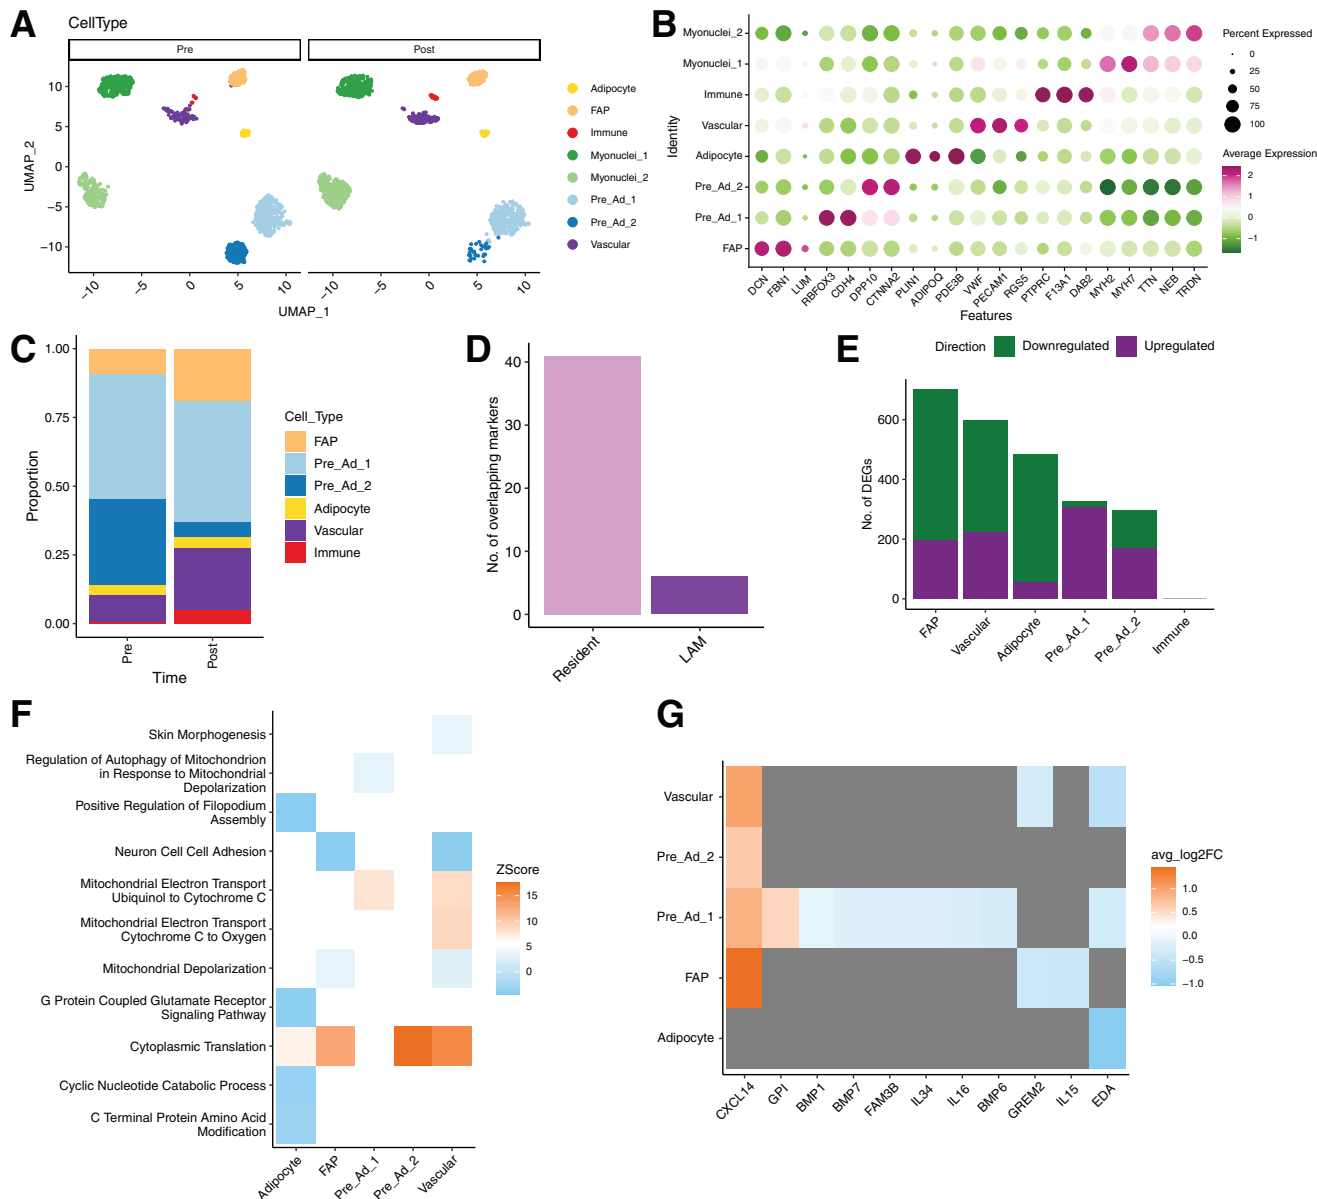 A
CellType
Pre
Post
10
5
0
−5
−10
UMAP_2
−10
−5
0
5
10
−10
−5
0
5
10
UMAP_1
Adipocyte
FAP
Immune
Myonuclei_1
Myonuclei_2
Pre_Ad_1
Pre_Ad_2
Vascular
B
Myonuclei_2
Myonuclei_1
Immune
Vascular
Adipocyte
Pre_Ad_2
Pre_Ad_1
FAP
Identity
DCN
FBN1
LUM
RBFOX3
CDH4
DPP10
CTNNA2
PLIN1
ADIPOQ
PDE3B
VWF
PECAM1
RGS5
PTPRC
F13A1
DAB2
MYH2
MYH7
TTN
NEB
TRDN
Features
Percent Expressed
0
25
50
75
100
Average Expression
2
1
0
−1
C
1.00
0.75
0.50
0.25
0.00
Proportion
Pre
Post
Time
Cell_Type
FAP
Pre_Ad_1
Pre_Ad_2
Adipocyte
Vascular
Immune
D
40
30
20
10
0
No. of overlapping markers
Resident
LAM
E
Direction
Downregulated
Upregulated
600
400
200
0
No. of DEGs
FAP
Vascular
Adipocyte
Pre_Ad_1
Pre_Ad_2
Immune
F
Skin Morphogenesis
Regulation of Autophagy of Mitochondrion
in Response to Mitochondrial
Depolarization
Positive Regulation of Filopodium
Assembly
Neuron Cell Cell Adhesion
Mitochondrial Electron Transport
Ubiquinol to Cytochrome C
Mitochondrial Electron Transport
Cytochrome C to Oxygen
Mitochondrial Depolarization
G Protein Coupled Glutamate Receptor
Signaling Pathway
Cytoplasmic Translation
Cyclic Nucleotide Catabolic Process
C Terminal Protein Amino Acid
Modification
Adipocyte
FAP
Pre_Ad_1
Pre_Ad_2
Vascular
ZScore
15
10
5
0
G
Vascular
Pre_Ad_2
Pre_Ad_1
FAP
Adipocyte
CXCL14
GPI
BMP1
BMP7
FAM3B
IL34
IL16
BMP6
GREM2
IL15
EDA
avg_log2FC
1.0
0.5
0.0
−0.5
−1.0